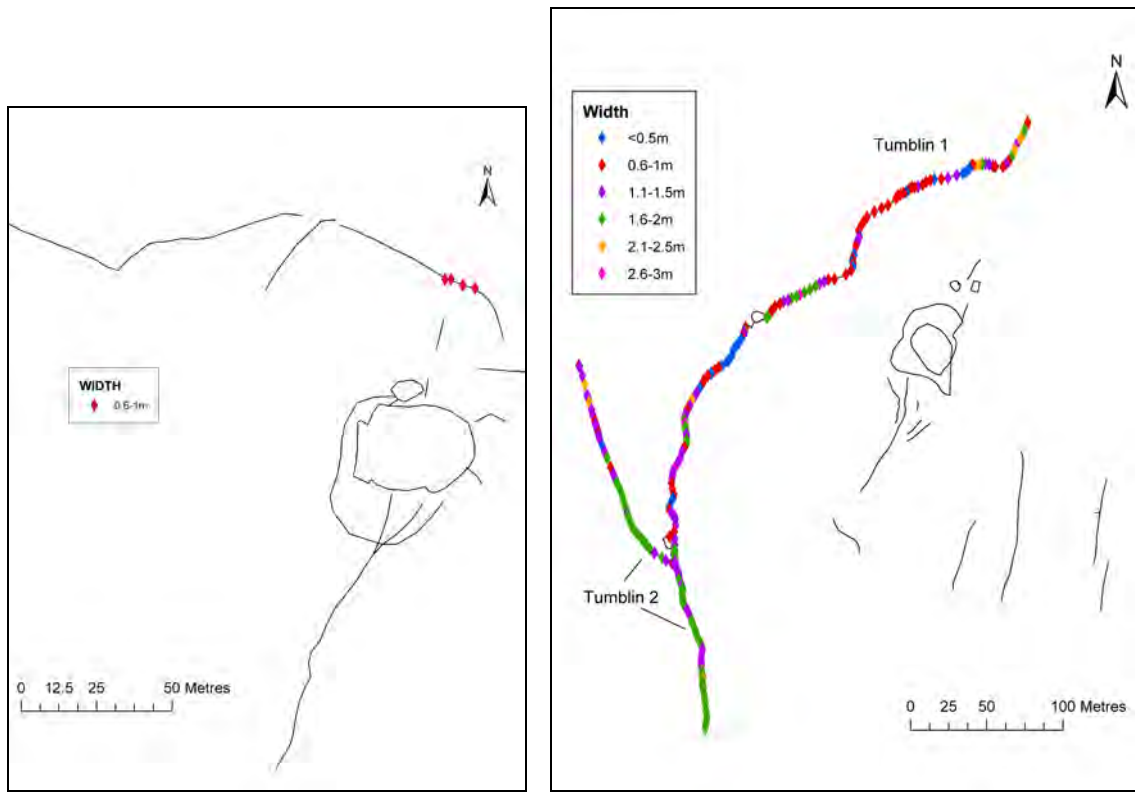 N
WIDTH
0.6-1m
0 12.5 25 50 Metres
N
Width
<0.5m
0.6-1m
1.1-1.5m
1.6-2m
2.1-2.5m
2.6-3m
Tumblin 1
Tumblin 2
0 25 50 100 Metres